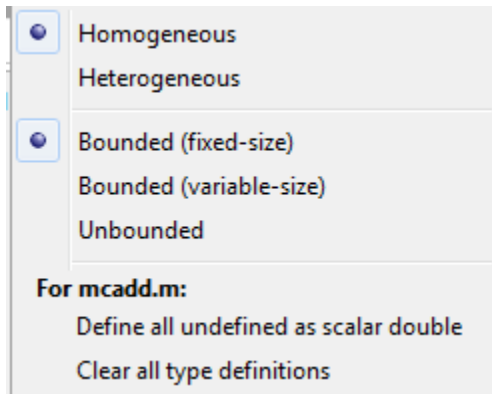 Homogeneous
Heterogeneous
Bounded (fixed-size)
Bounded (variable-size)
Unbounded
For mcadd.m:
Define all undefined as scalar double
Clear all type definitions